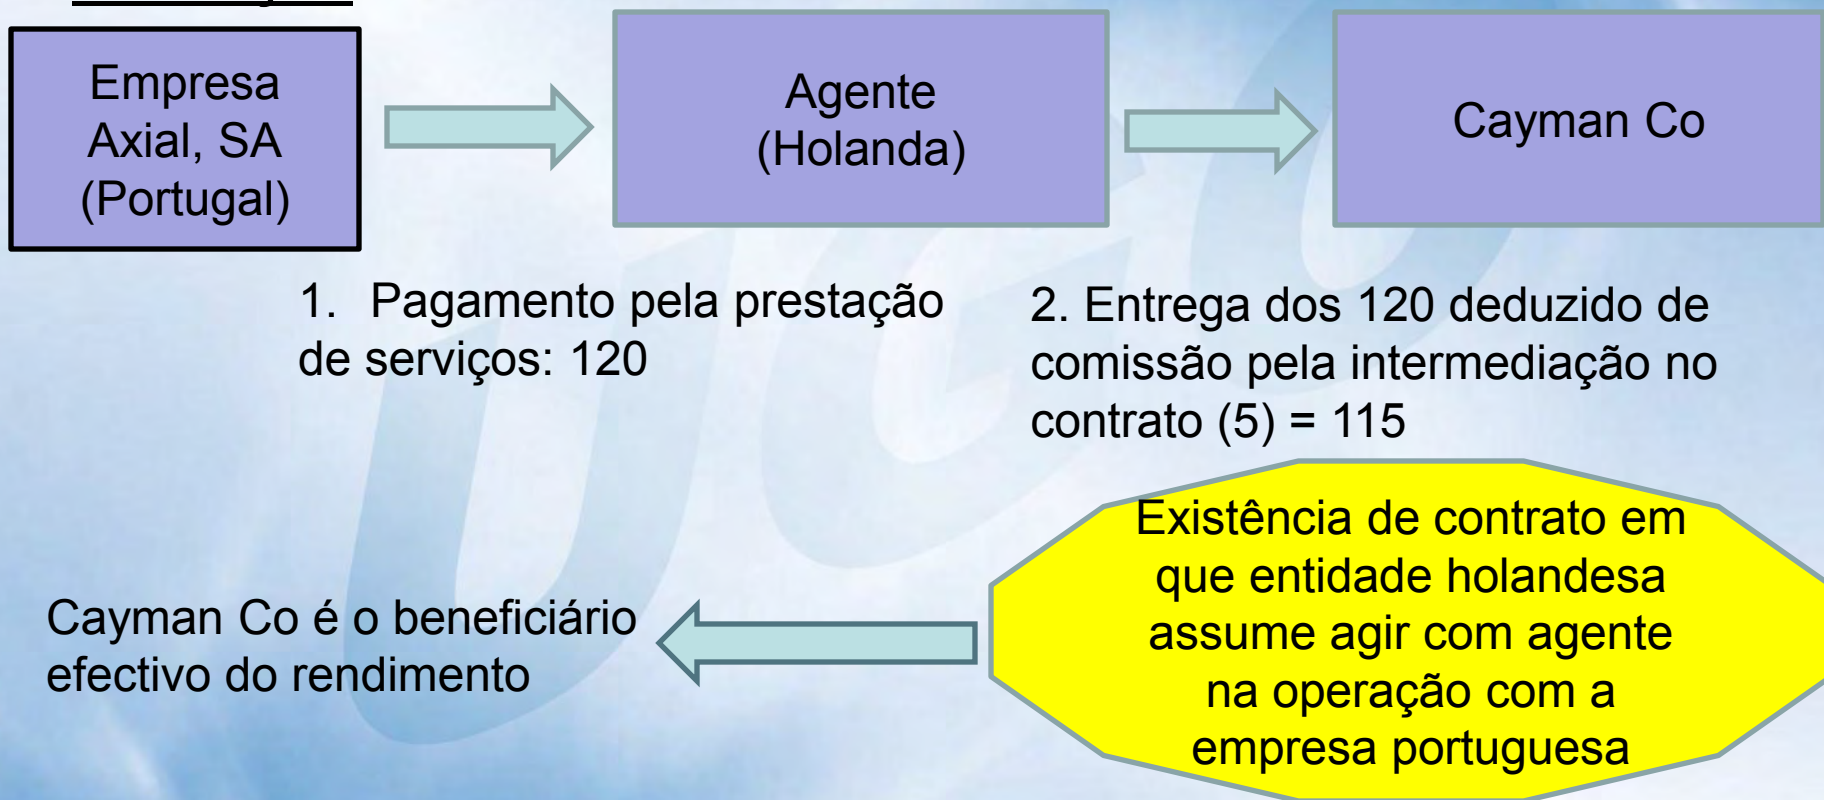 Empresa
Axial, SA
(Portugal)
Agente
(Holanda)
Cayman Co
1. Pagamento pela prestação
de serviços: 120
2. Entrega dos 120 deduzido de
comissão pela intermediação no
contrato (5) = 115
Existência de contrato em
que entidade holandesa
assume agir com agente
na operação com a
empresa portuguesa
Cayman Co é o beneficiário
efectivo do rendimento